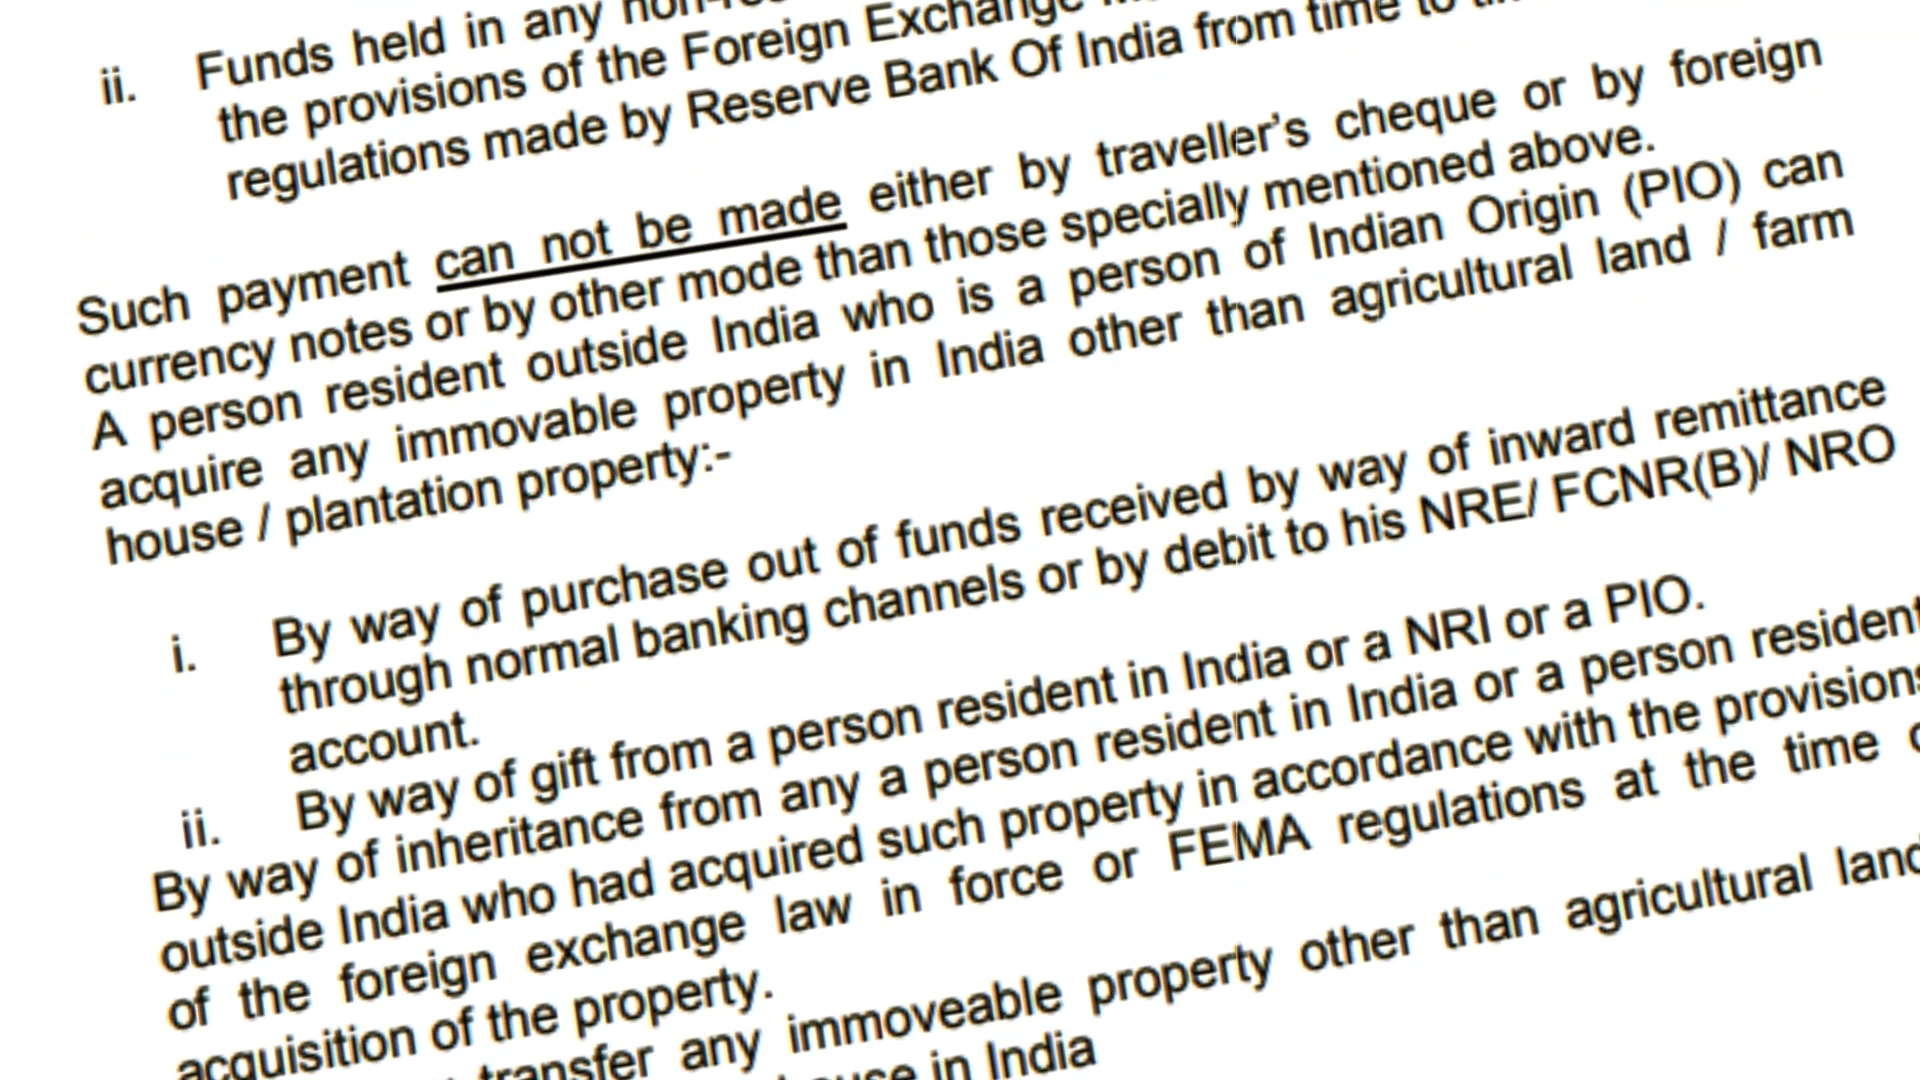 ii. Funds held in any
the provisions of the Foreign Exchange
regulations made by Reserve Bank Of India from time to
Such payment can not be made either by traveller's cheque or by foreign
currency notes or by other mode than those specially mentioned above.
A person resident outside India who is a person of Indian Origin (PIO) can
acquire any immovable property in India other than agricultural land / farm
house / plantation property:-
i. By way of purchase out of funds received by way of inward remittance
through normal banking channels or by debit to his NRE/ FCNR(B)/ NRO
account.
ii. By way of gift from a person resident in India or a NRI or a PIO.
By way of inheritance from any a person resident in India or a person resident
outside India who had acquired such property in accordance with the provisions
of the foreign exchange law in force or FEMA regulations at the time
acquisition of the property.
transfer any immoveable property other than agricultural land
in India